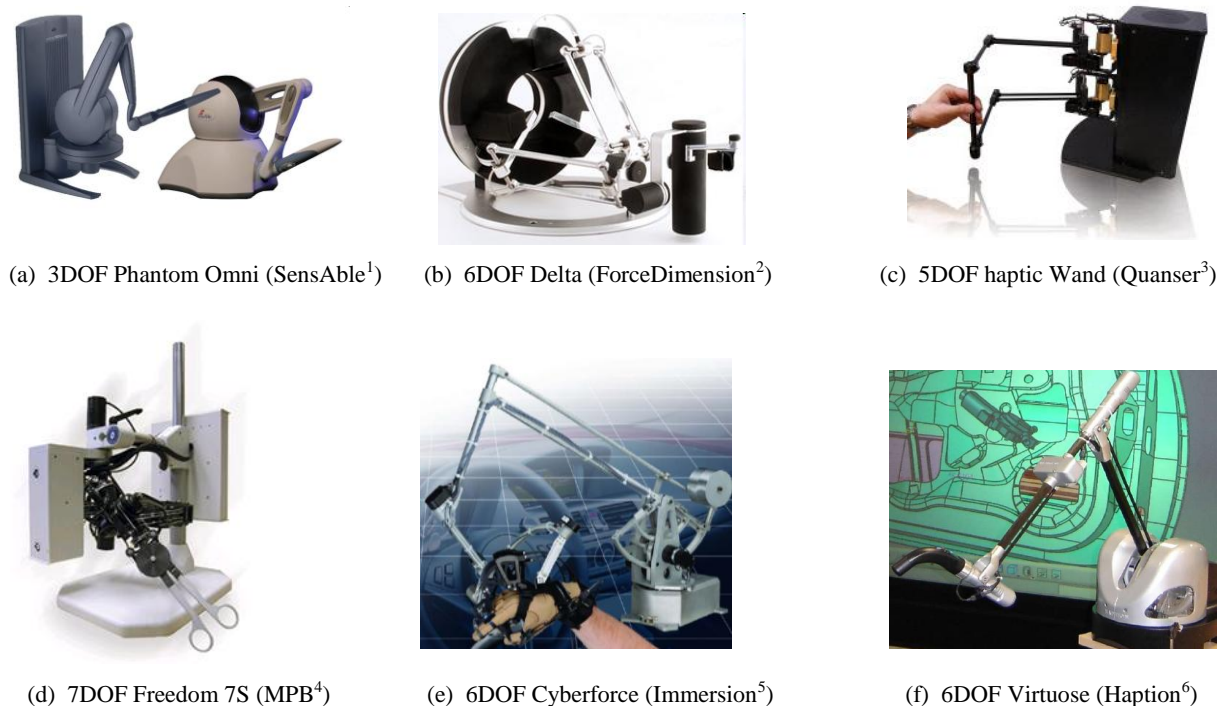 (a) 3DOF Phantom Omni (SensAble¹)
(b) 6DOF Delta (ForceDimension²)
(c) 5DOF haptic Wand (Quanser³)
(d) 7DOF Freedom 7S (MPB⁴)
(e) 6DOF Cyberforce (Immersion⁵)
(f) 6DOF Virtuose (Haption⁶)